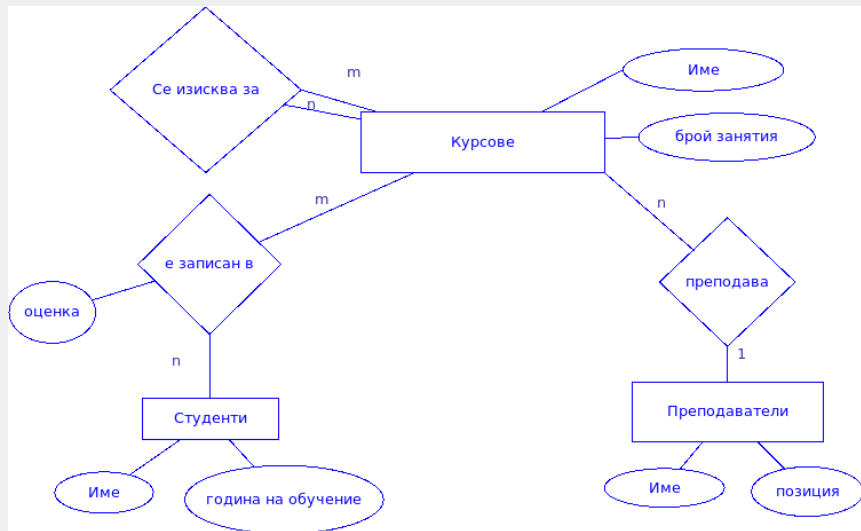 Се изисква за
m
n
Име
Курсове
брой занятия
m
n
е записан в
преподава
оценка
n
1
Студенти
Преподаватели
Име
година на обучение
Име
позиция